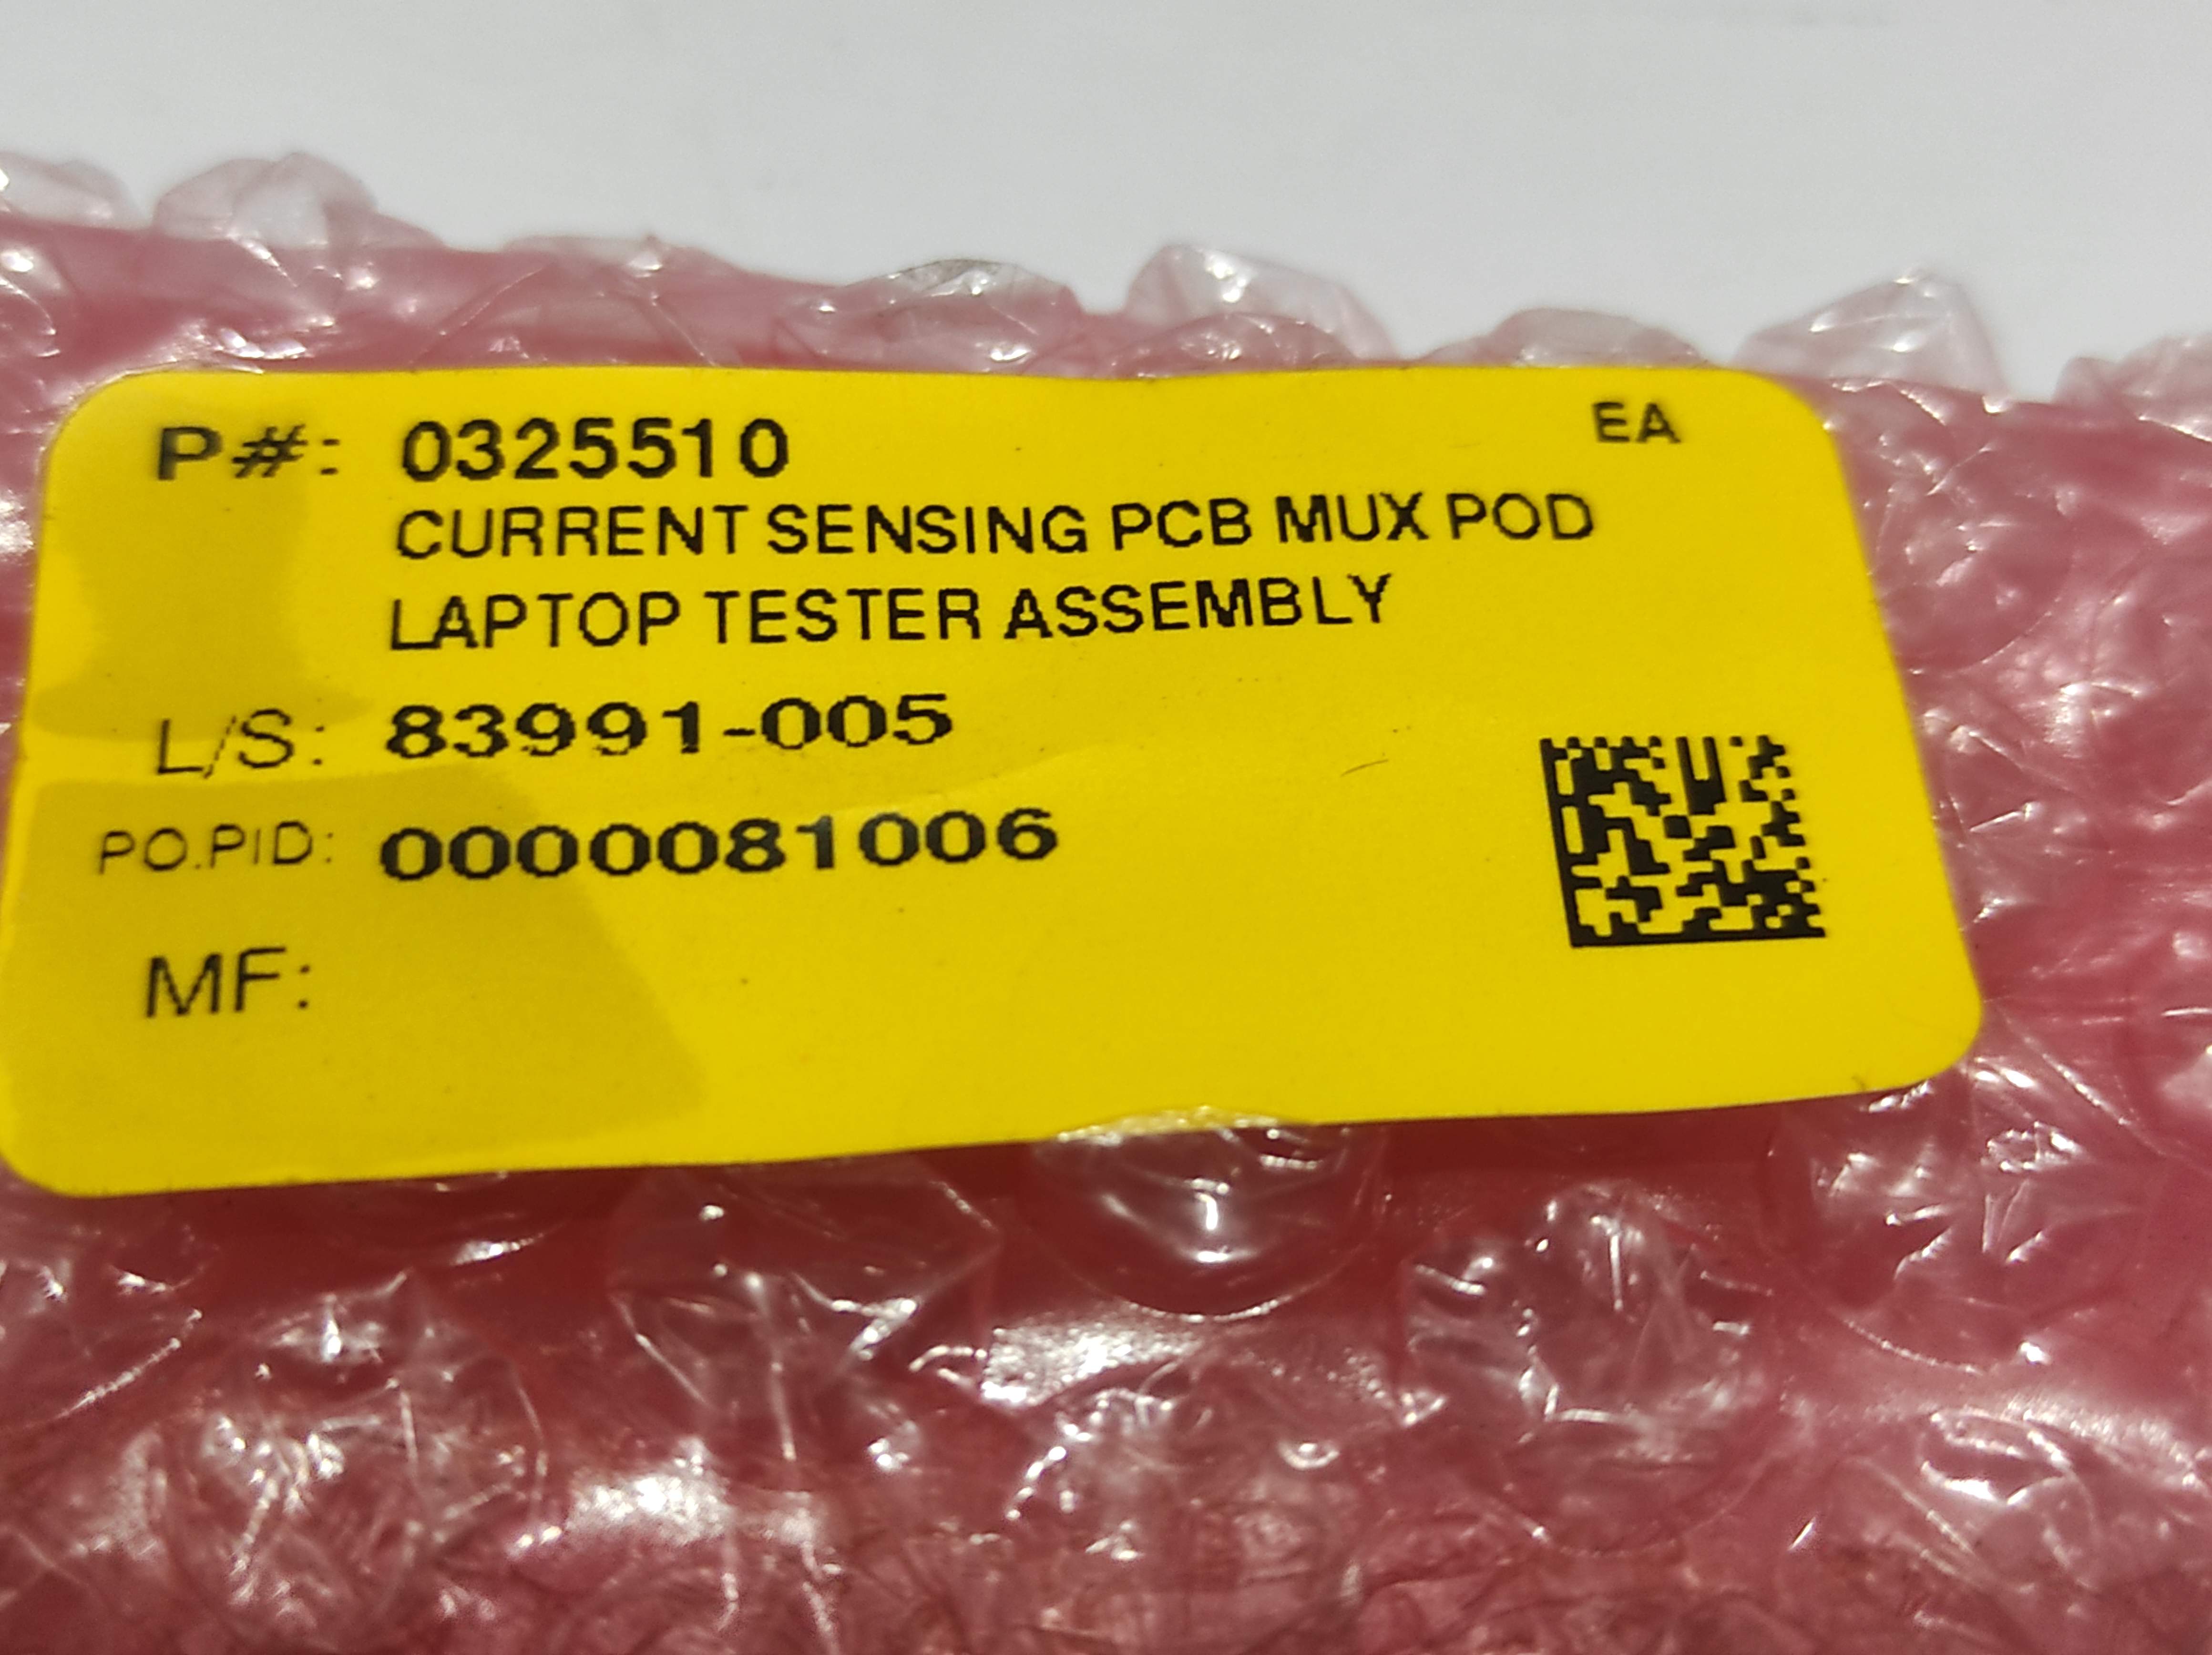 P#: 0325510 EA
CURRENT SENSING PCB MUX POD
LAPTOP TESTER ASSEMBLY
L/S: 83991-005
PO.PID: 0000081006
MF: